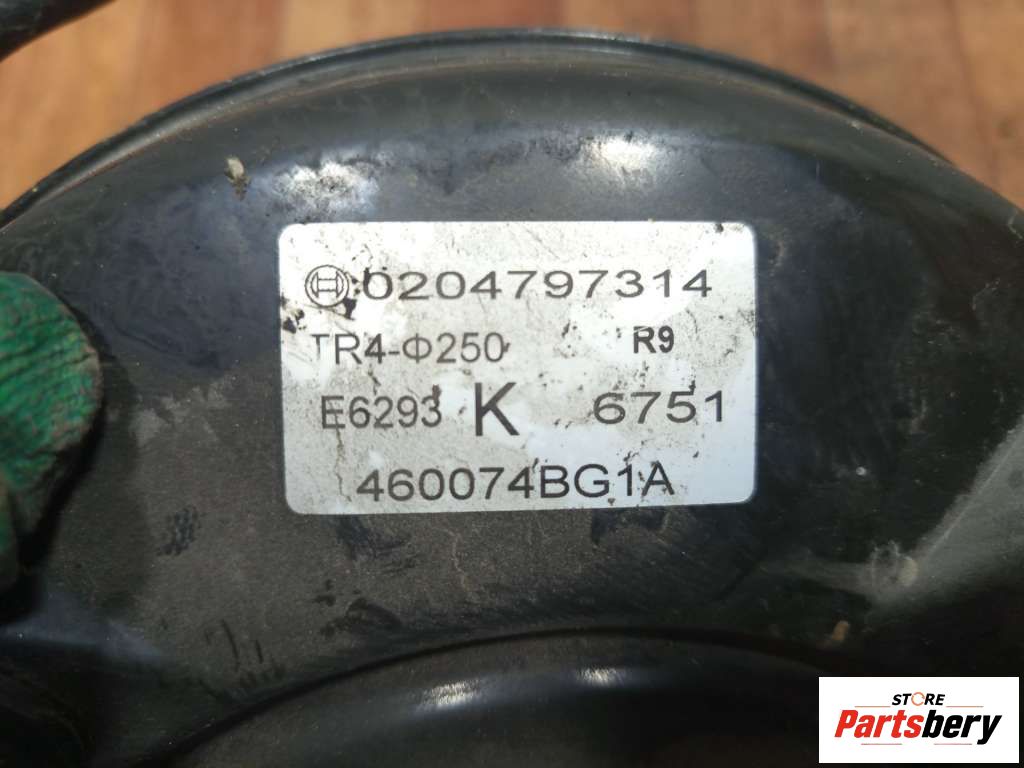 0204797314
TR4-Φ250 R9
E6293 K 6751
460074BG1A
STORE
Partsbery